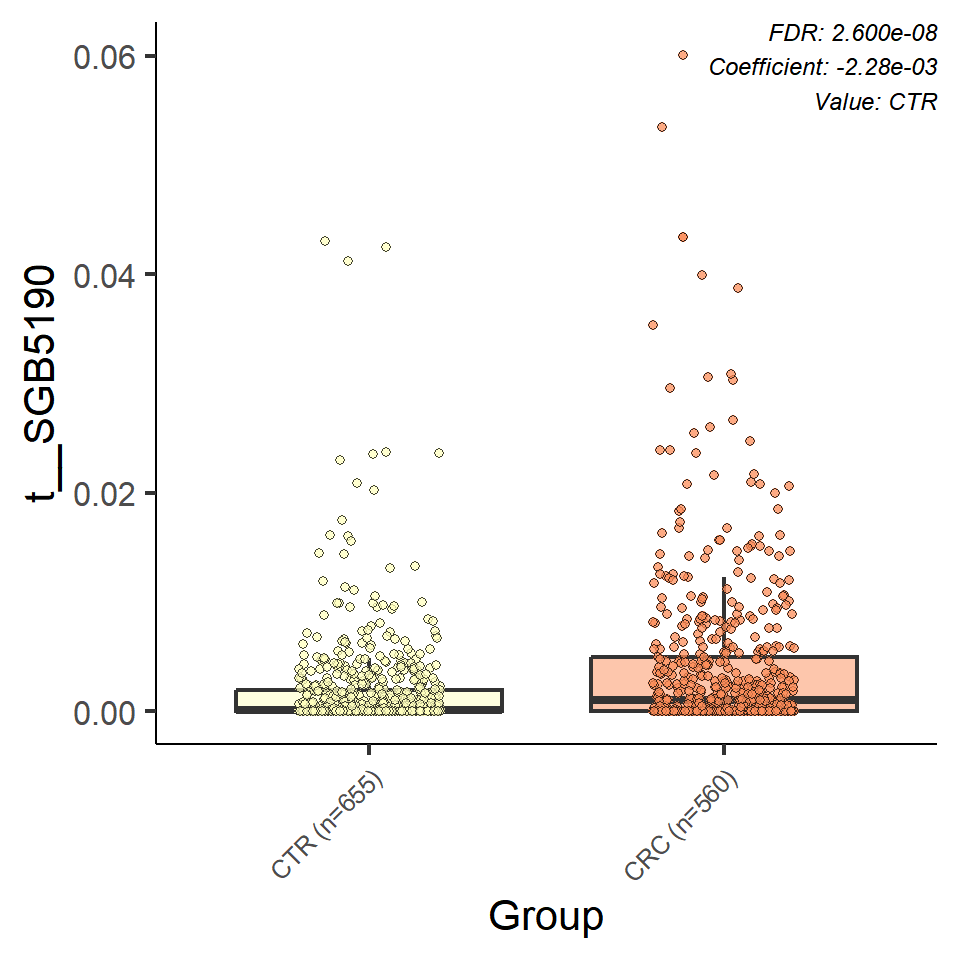 FDR: 2.600e-08
Coefficient: -2.28e-03
Value: CTR
t__SGB5190
0.06
0.04
0.02
0.00
CTR (n=655)
CRC (n=560)
Group